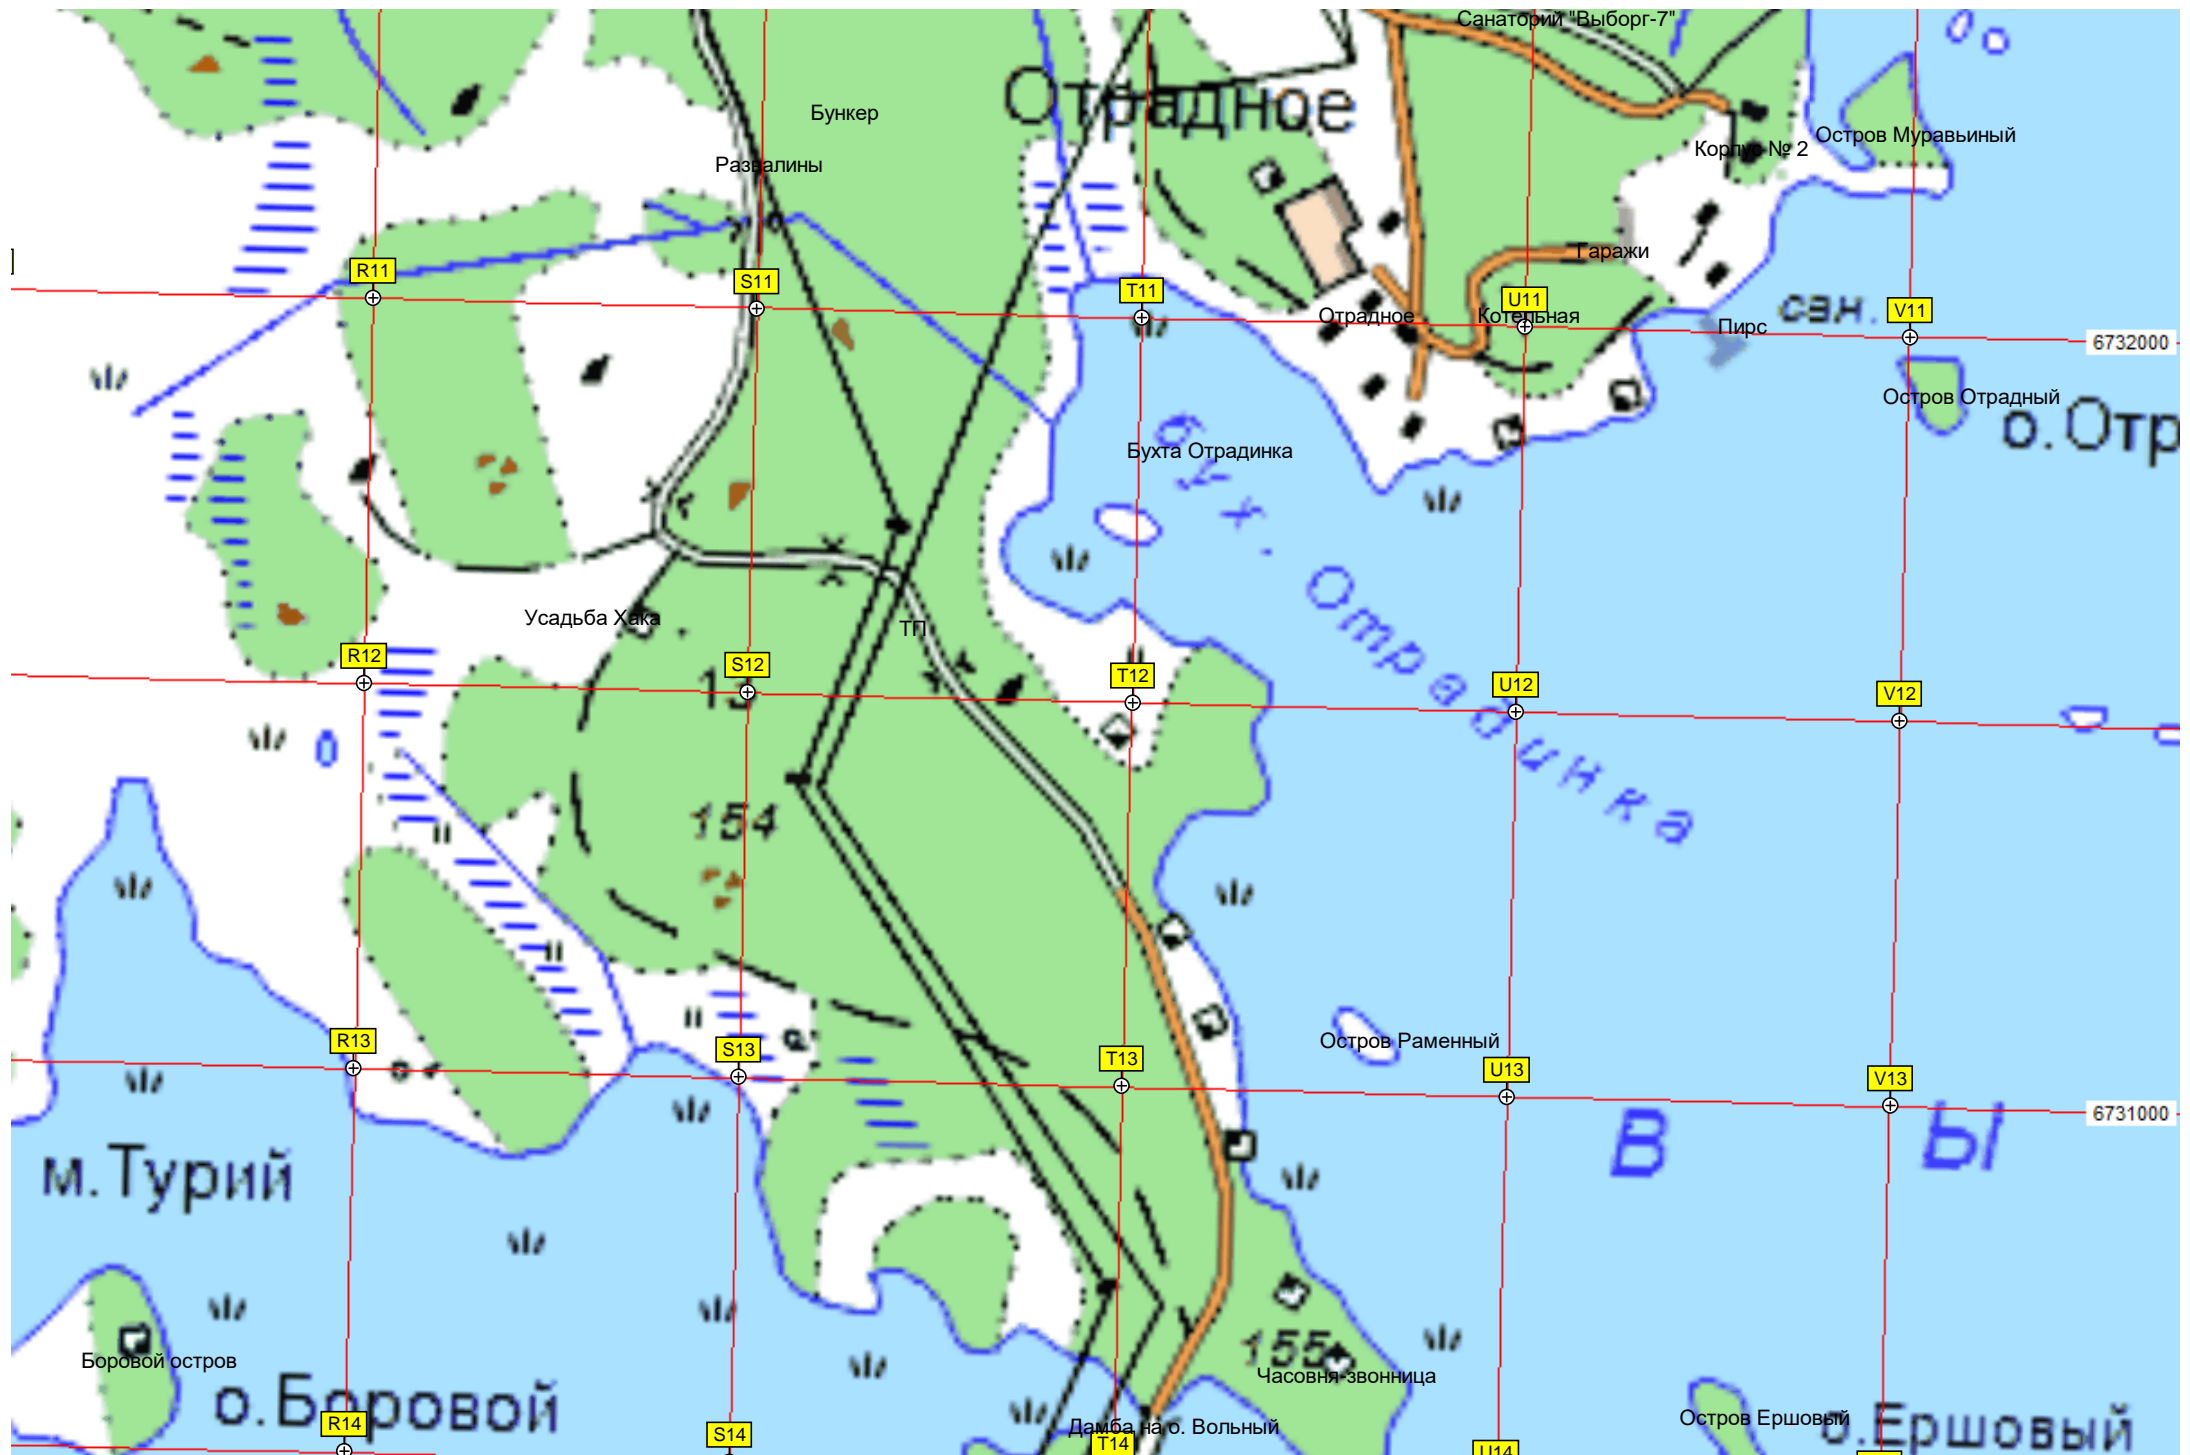 Санаторий "Выборг-7"
Отрадное
Бункер
Остров Муравьиный
Корпус № 2
Развалины
Гаражи
R11
S11
T11
U11
V11
сан.
Отрадное
Котельная
Пирс
6732000
Остров Отрадный
о.Отр
Бухта Отрадинка
бух. Отрадинка
Усадьба Хака
ТП
R12
S12
T12
U12
V12
13
154
R13
S13
T13
U13
V13
Остров Раменный
6731000
В Ы
м.Турий
155
Боровой остров
Часовня-звонница
о.Боровой
Остров Ершовый
о.Ершовый
Дамба на о. Вольный
R14
S14
T14
U14